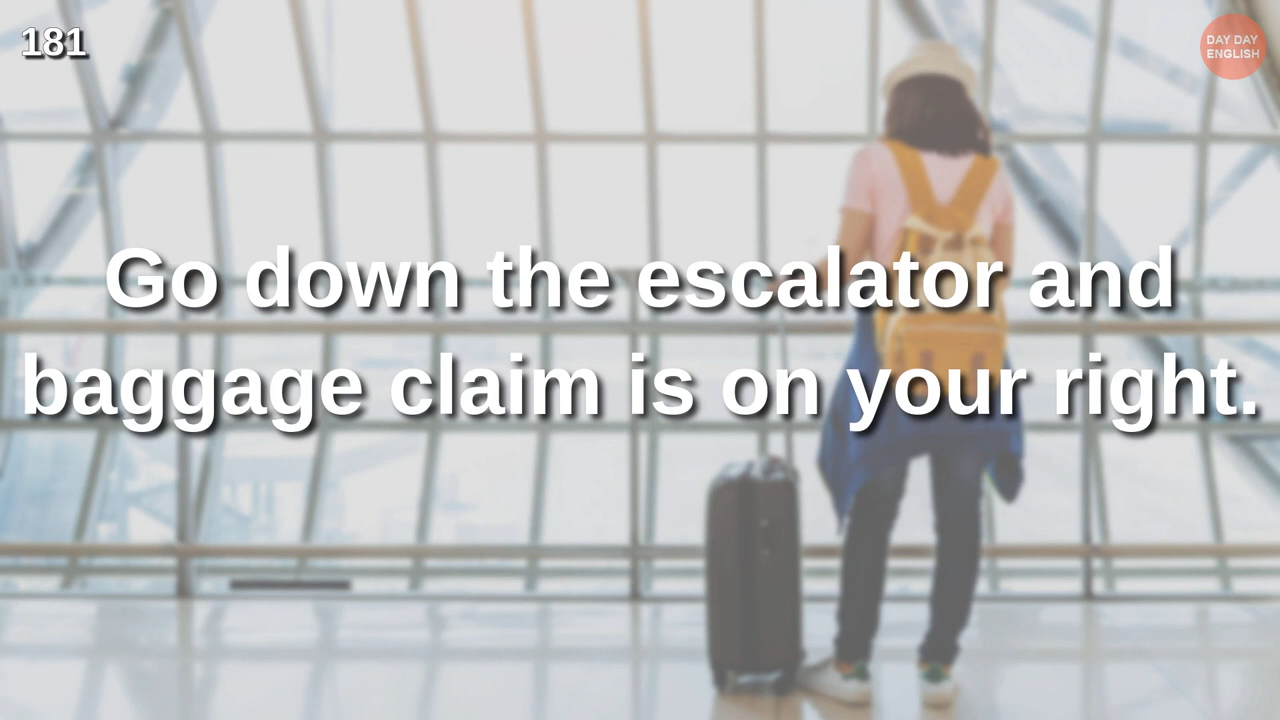 181
DAY DAY
ENGLISH
Go down the escalator and
baggage claim is on your right.